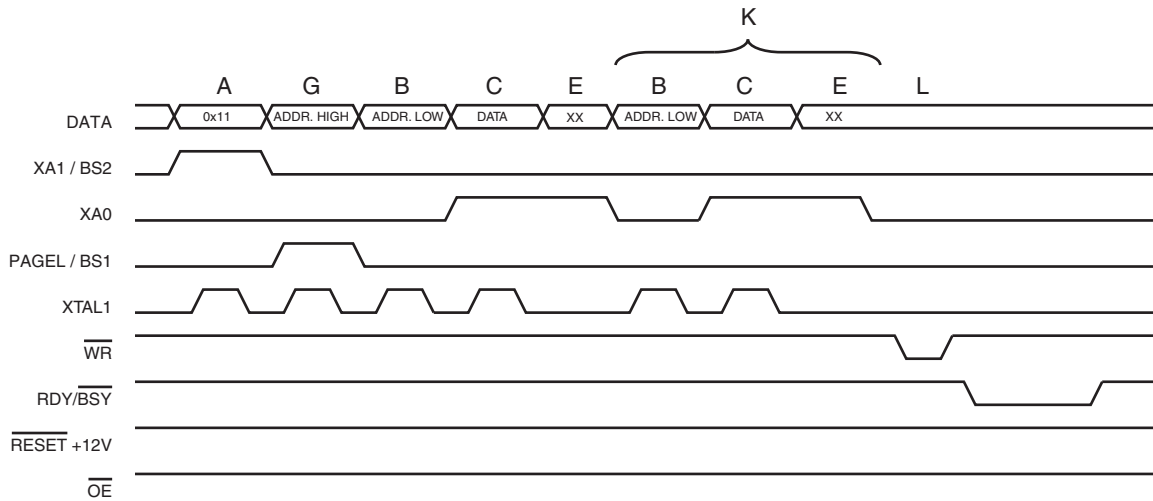 K
A G B C E B C E L
DATA 0x11 ADDR. HIGH ADDR. LOW DATA XX ADDR. LOW DATA XX
XA1 / BS2
XA0
PAGEL / BS1
XTAL1
WR
RDY/BSY
RESET +12V
OE